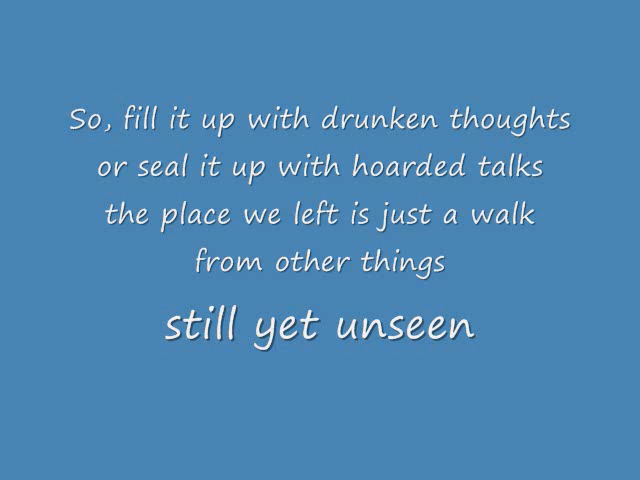 So, fill it up with drunken thoughts
or seal it up with hoarded talks
the place we left is just a walk
from other things
still yet unseen